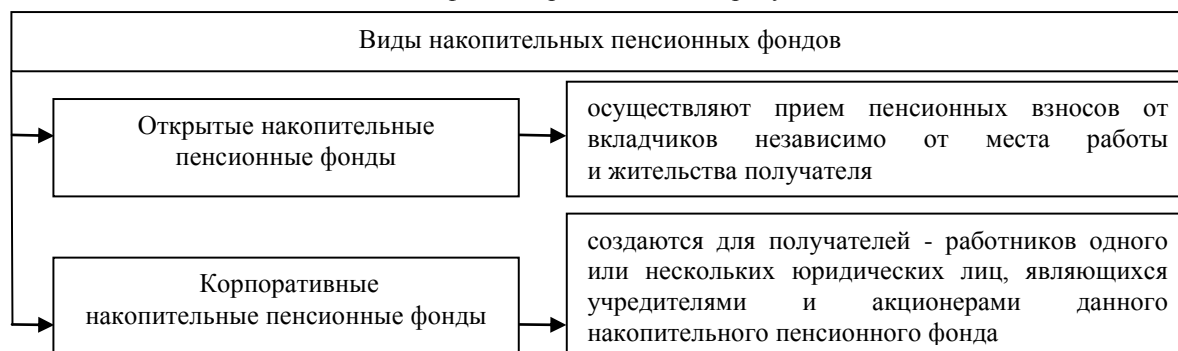 Виды накопительных пенсионных фондов
Открытые накопительные
пенсионные фонды
осуществляют прием пенсионных взносов от
вкладчиков независимо от места работы
и жительства получателя
Корпоративные
накопительные пенсионные фонды
создаются для получателей - работников одного
или нескольких юридических лиц, являющихся
учредителями и акционерами данного
накопительного пенсионного фонда